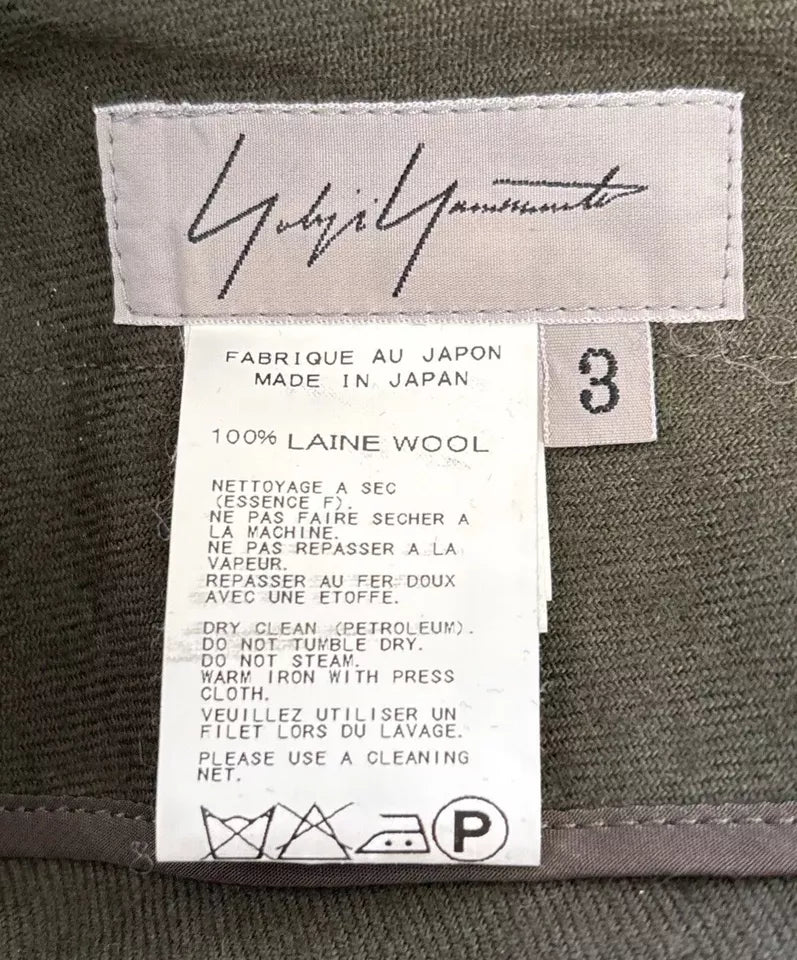 Yohji Yamamoto
FABRIQUE AU JAPON
MADE IN JAPAN
3
100% LAINE WOOL
NETTOYAGE A SEC
(ESSENCE F).
NE PAS FAIRE SECHER A
LA MACHINE.
NE PAS REPASSER A LA
VAPEUR.
REPASSER AU FER DOUX
AVEC UNE ETOFFE.
DRY CLEAN (PETROLEUM).
DO NOT TUMBLE DRY.
DO NOT STEAM.
WARM IRON WITH PRESS
CLOTH.
VEUILLEZ UTILISER UN
FILET LORS DU LAVAGE.
PLEASE USE A CLEANING
NET.
P